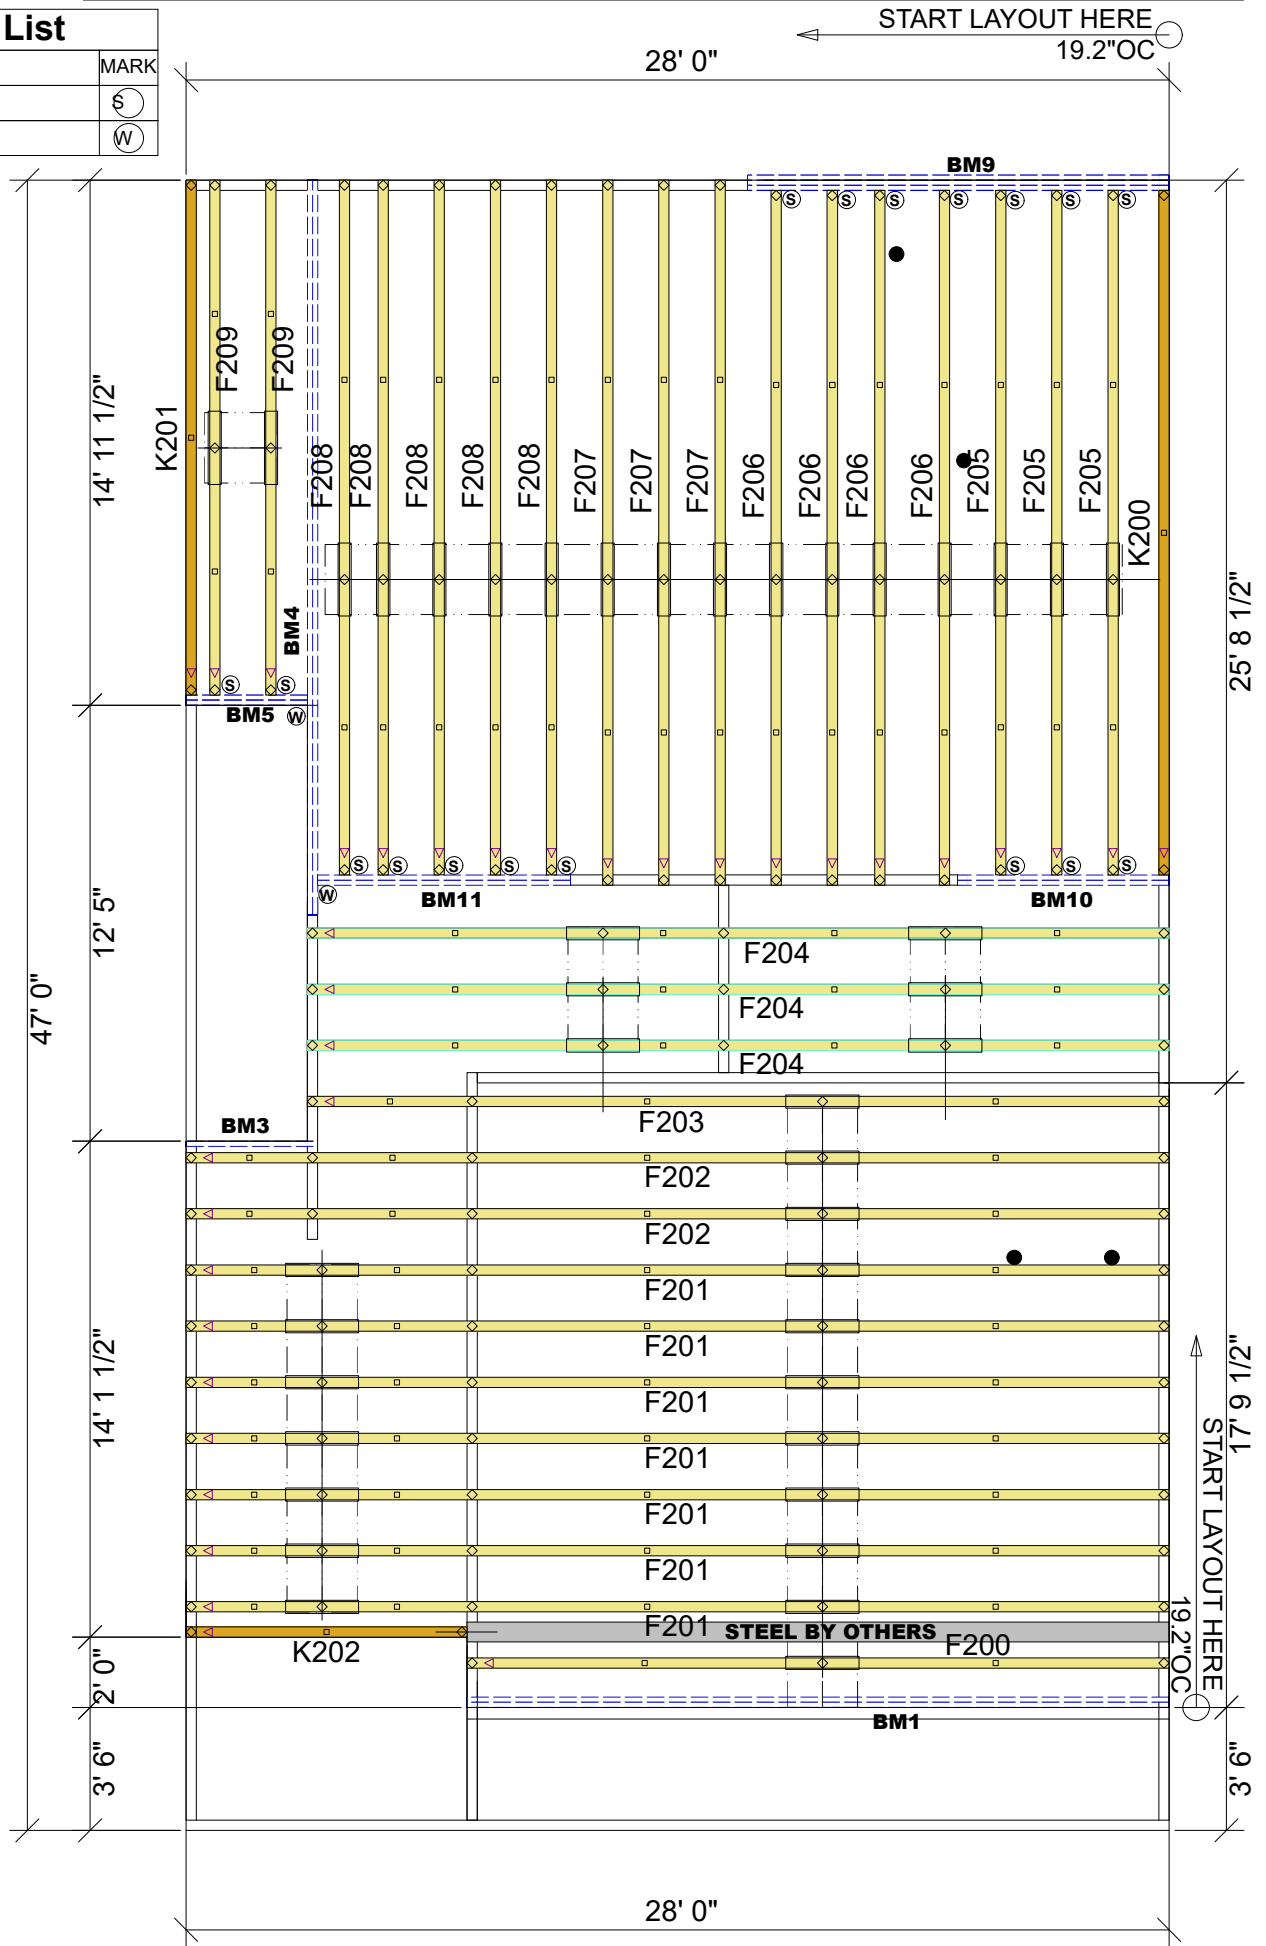 List
MARK
S
W
START LAYOUT HERE
19.2"OC
28' 0"
BM9
S S S S S S S
F209 F209
K201
14' 11 1/2"
F208 F208 F208 F208 F208 F207 F207 F207 F206 F206 F206 F206 F205 F205 F205
K200
BM4
25' 8 1/2"
S S
BM5 W
S S S S S S S S
W
BM11
BM10
12' 5"
47' 0"
F204
F204
F204
F203
BM3
F202
F202
F201
F201
F201
F201
F201
F201
F201
14' 1 1/2"
17' 9 1/2"
START LAYOUT HERE
19.2"OC
STEEL BY OTHERS
F200
K202
2' 0"
BM1
3' 6"
3' 6"
28' 0"